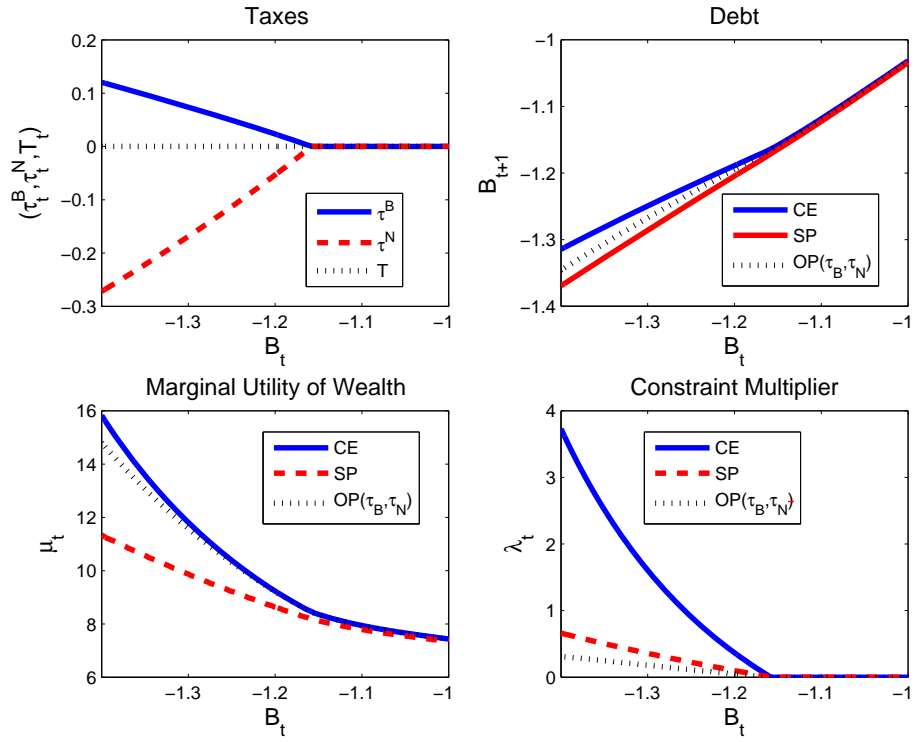 Taxes
(τ_t^B,τ_t^N,T_t)
0.2
0.1
0
−0.1
−0.2
−0.3
−1.3
−1.2
−1.1
−1
B_t
τ^B
τ^N
T
Debt
B_{t+1}
−1
−1.1
−1.2
−1.3
−1.4
−1.3
−1.2
−1.1
−1
B_t
CE
SP
OP(τ_B,τ_N)
Marginal Utility of Wealth
μ_t
16
14
12
10
8
6
−1.3
−1.2
−1.1
−1
B_t
CE
SP
OP(τ_B,τ_N)
Constraint Multiplier
λ_t
4
3
2
1
0
−1.3
−1.2
−1.1
−1
B_t
CE
SP
OP(τ_B,τ_N)